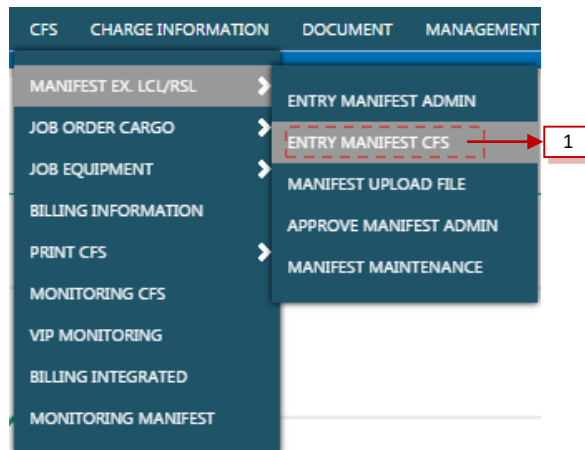 CFS CHARGE INFORMATION DOCUMENT MANAGEMENT
MANIFEST EX. LCL/RSL
JOB ORDER CARGO
JOB EQUIPMENT
BILLING INFORMATION
PRINT CFS
MONITORING CFS
VIP MONITORING
BILLING INTEGRATED
MONITORING MANIFEST
ENTRY MANIFEST ADMIN
ENTRY MANIFEST CFS
1
MANIFEST UPLOAD FILE
APPROVE MANIFEST ADMIN
MANIFEST MAINTENANCE